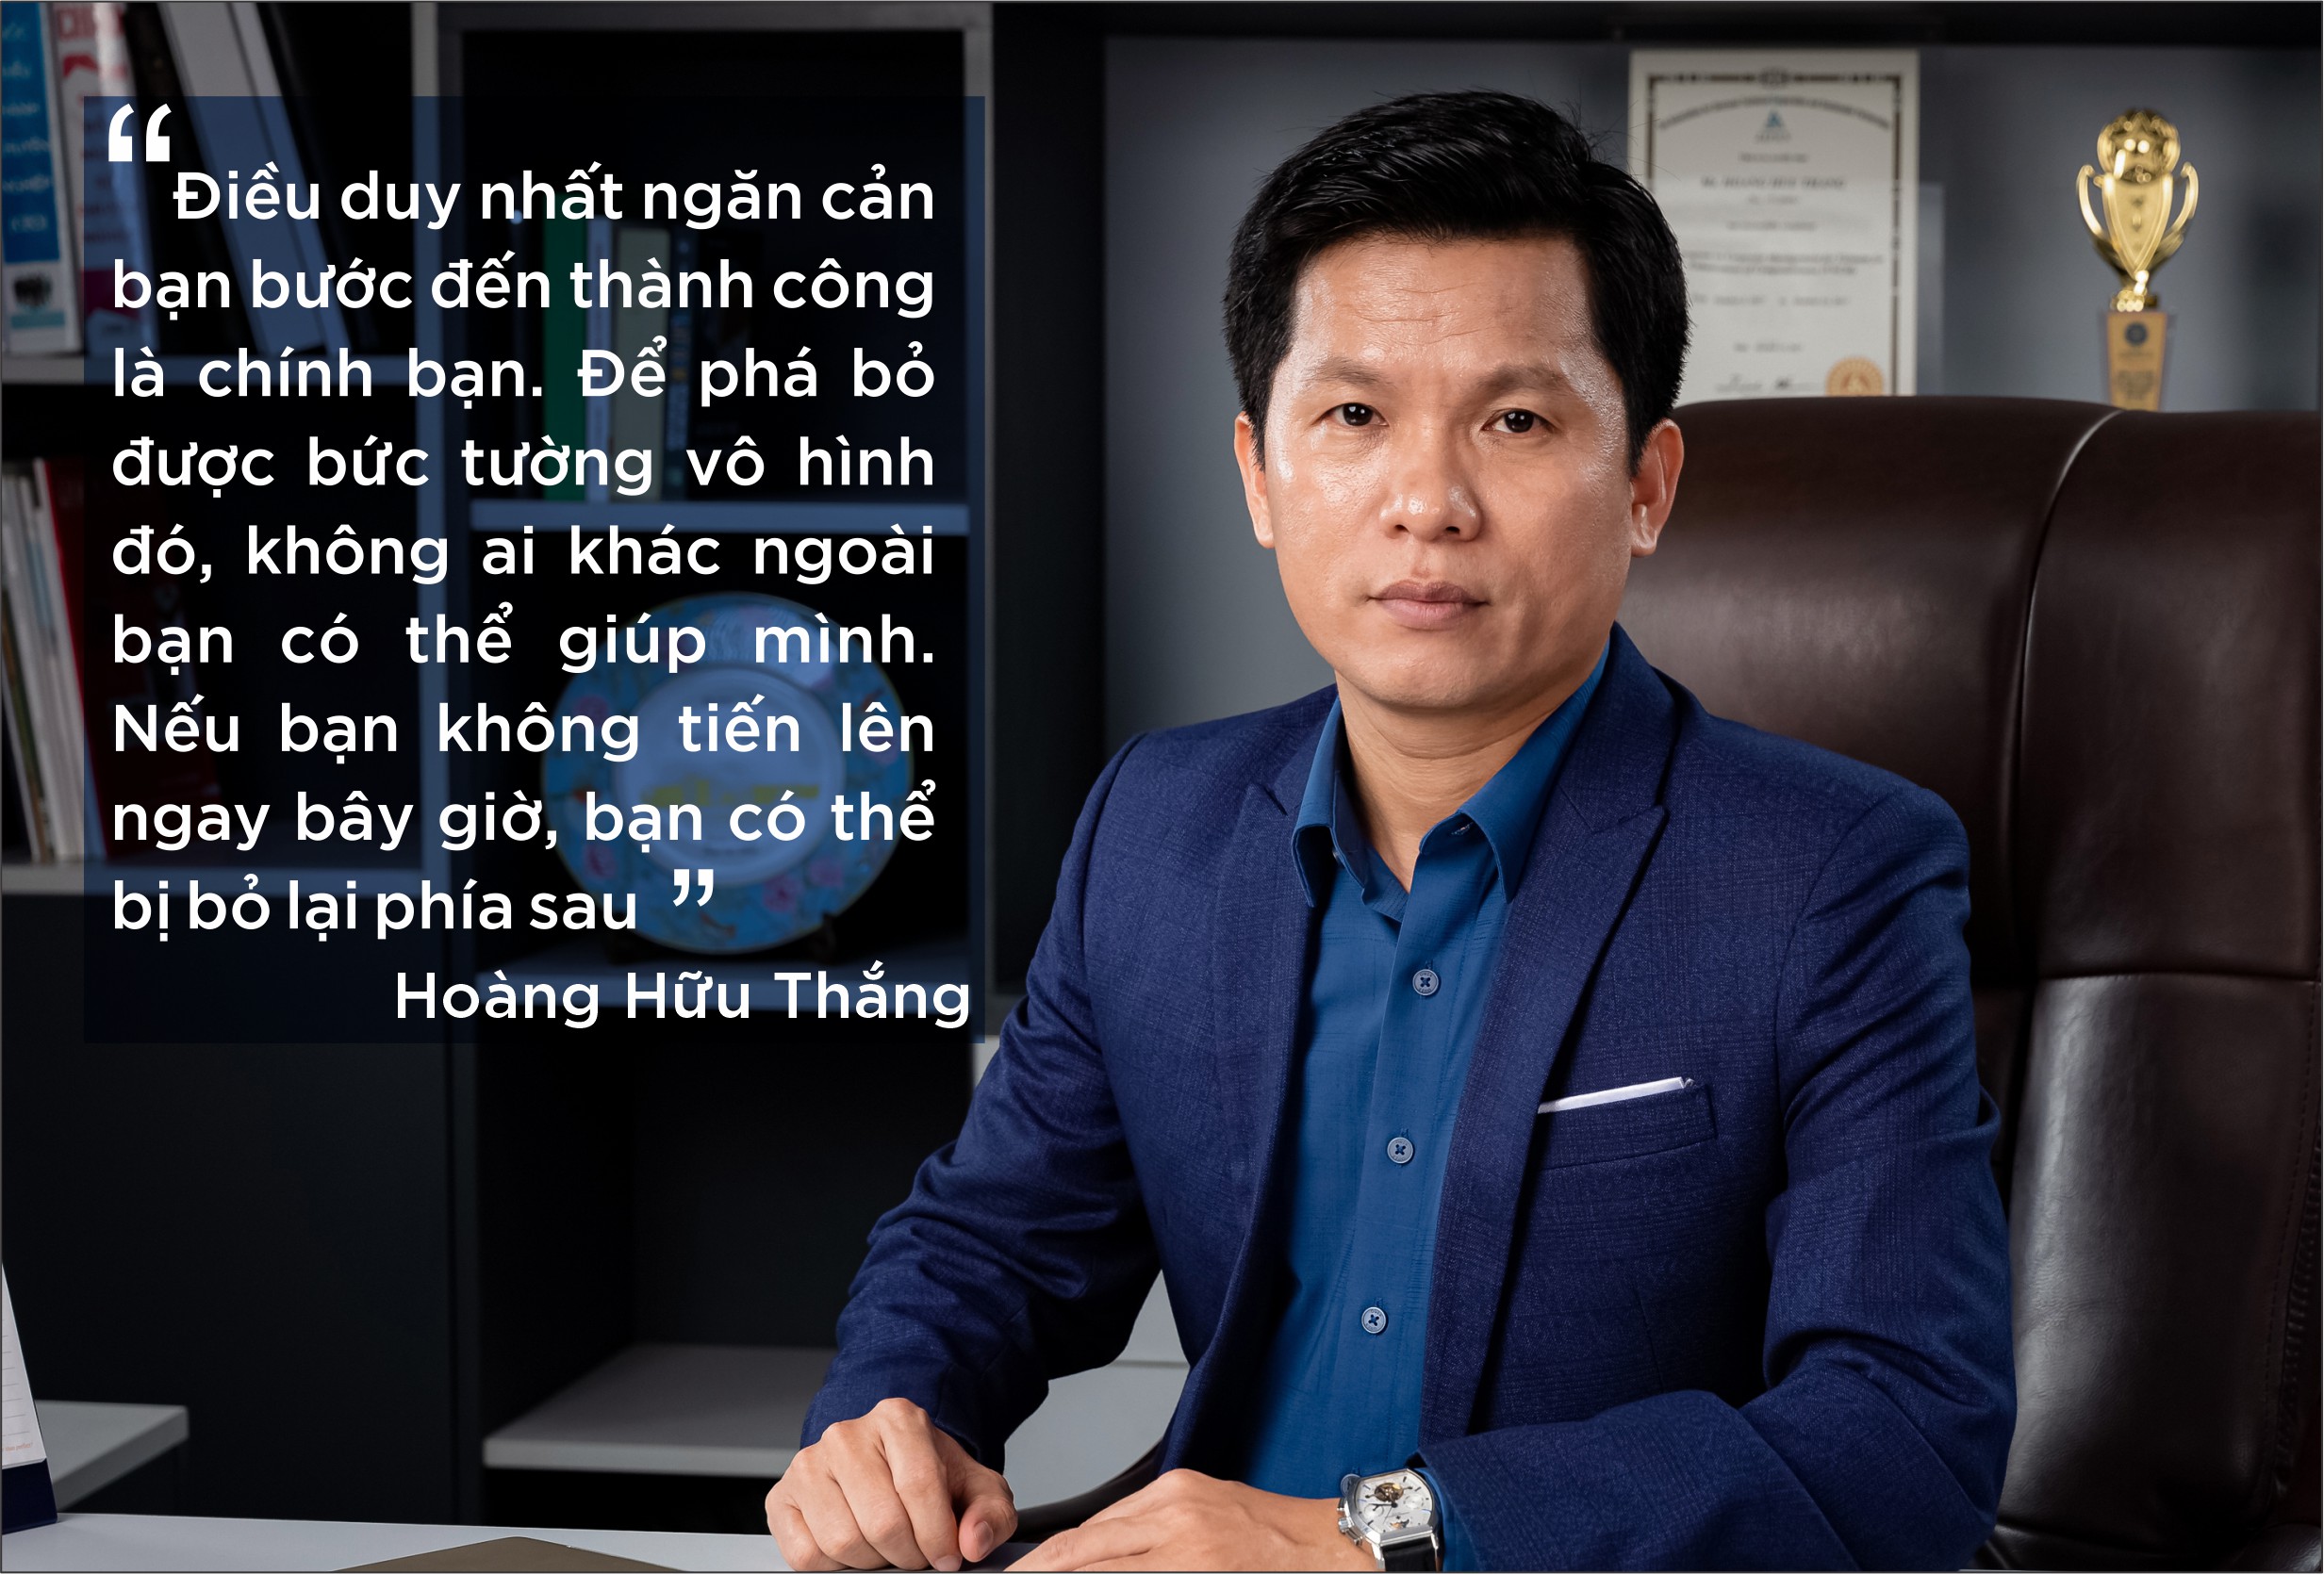 “Điều duy nhất ngăn cản
bạn bước đến thành công
là chính bạn. Để phá bỏ
được bức tường vô hình
đó, không ai khác ngoài
bạn có thể giúp mình.
Nếu bạn không tiến lên
ngay bây giờ, bạn có thể
bị bỏ lại phía sau ”
Hoàng Hữu Thắng